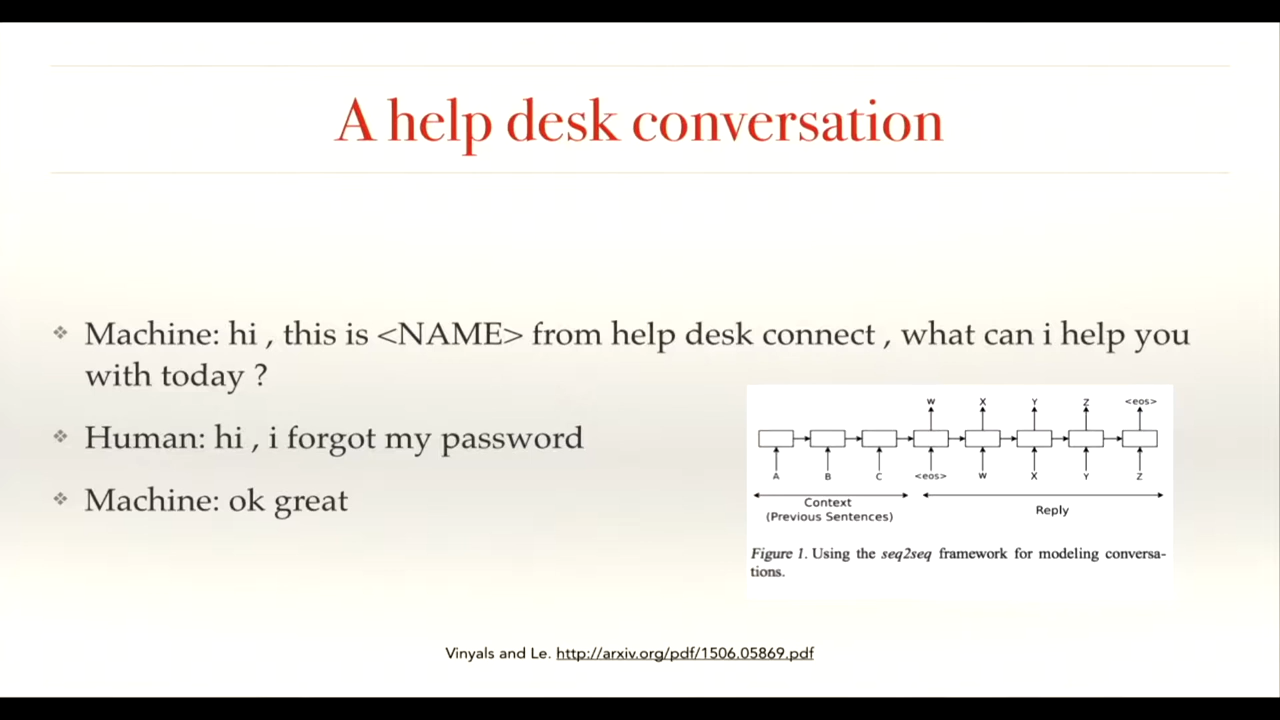 A help desk conversation
Machine: hi , this is <NAME> from help desk connect , what can i help you
with today ?
Human: hi , i forgot my password
Machine: ok great
W X Y Z <eos>
A B C <eos> W X Y Z
Context
(Previous Sentences)
Reply
Figure 1. Using the seq2seq framework for modeling conversa-
tions.
Vinyals and Le. http://arxiv.org/pdf/1506.05869.pdf